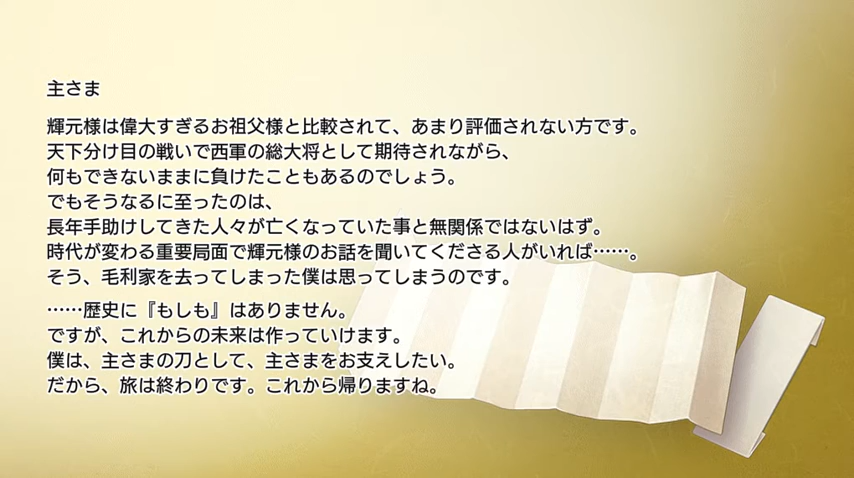 主さま
輝元様は偉大すぎるお祖父様と比較されて、あまり評価されない方です。
天下分け目の戦いで西軍の総大将として期待されながら、
何もできないままに負けたこともあるのでしょう。
でもそうなるに至ったのは、
長年手助けしてきた人々が亡くなっていた事と無関係ではないはず。
時代が変わる重要局面で輝元様のお話を聞いてくださる人がいれば……。
そう、毛利家を去ってしまった僕は思ってしまうのです。
……歴史に『もしも』はありません。
ですが、これからの未来は作っていけます。
僕は、主さまの刀として、主さまをお支えしたい。
だから、旅は終わりです。これから帰りますね。